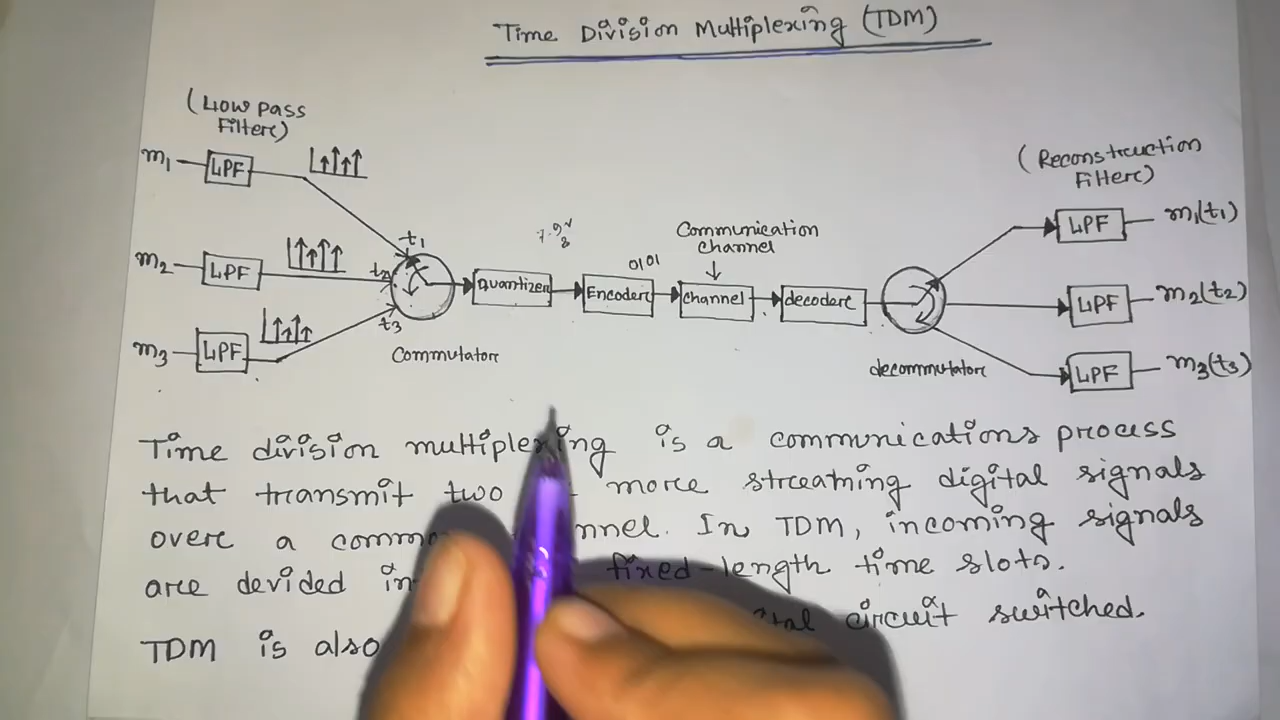 Time Division Multiplexing (TDM)
(Low pass
Filter)
m1
LPF
t1
m2
LPF
t2
m3
LPF
t3
Commutator
Quantizer
Encoder
0101
Communication
channel
channel
decoder
decommutator
(Reconstruction
Filter)
LPF
m1(t1)
LPF
m2(t2)
LPF
m3(t3)
Time division multiplexing is a communications process
that transmit two more streaming digital signals
over a In TDM, incoming signals
are devided fixed-length time slots.
TDM is also circuit switched.